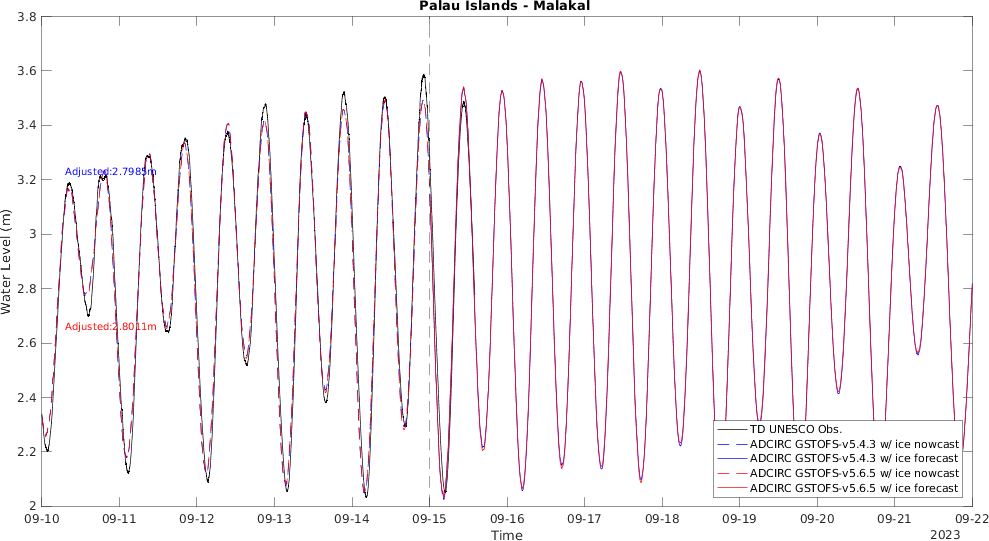 Palau Islands - Malakal
3.8
3.6
3.4
3.2
3
2.8
2.6
2.4
2.2
2
Water Level (m)
Adjusted:2.7985m
Adjusted:2.8011m
TD UNESCO Obs.
ADCIRC GSTOFS-v5.4.3 w/ ice nowcast
ADCIRC GSTOFS-v5.4.3 w/ ice forecast
ADCIRC GSTOFS-v5.6.5 w/ ice nowcast
ADCIRC GSTOFS-v5.6.5 w/ ice forecast
09-10 09-11 09-12 09-13 09-14 09-15 09-16 09-17 09-18 09-19 09-20 09-21 09-22
Time
2023